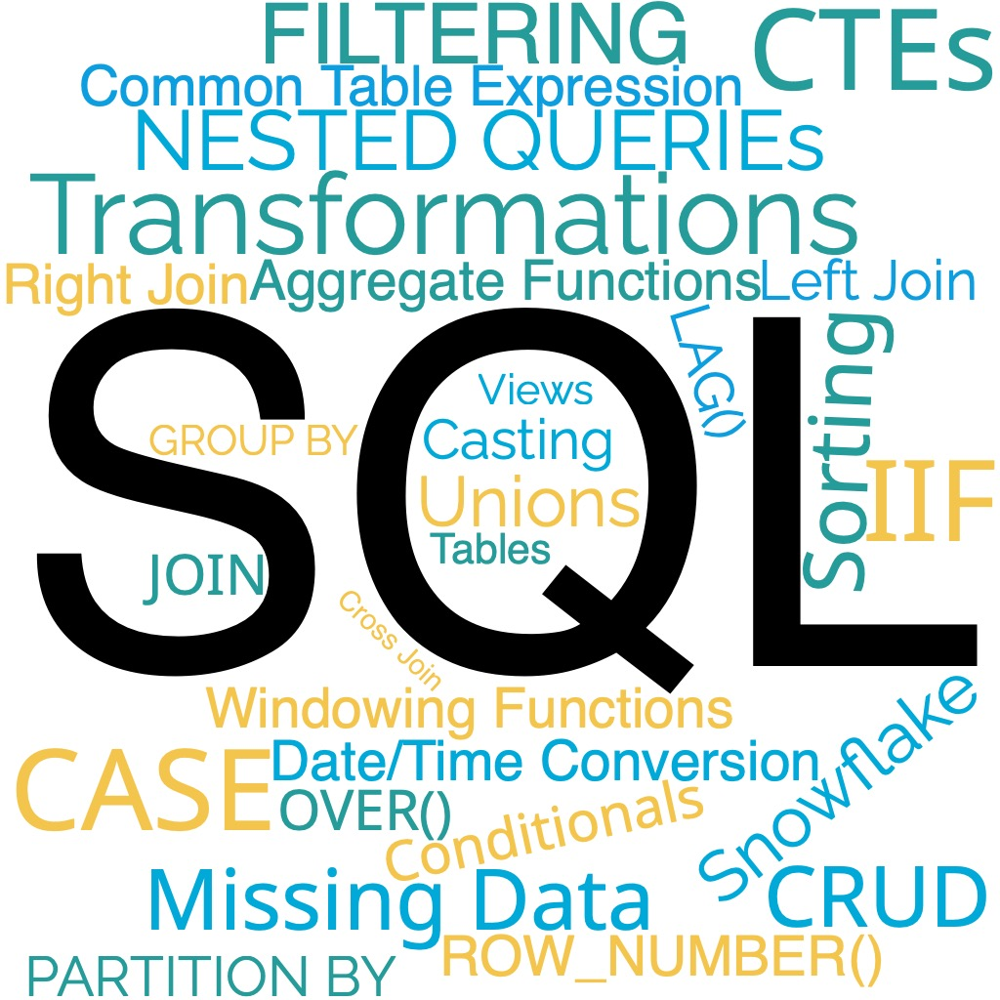 FILTERING
CTEs
Common Table Expression
NESTED QUERIEs
Transformations
Right Join
Aggregate Functions
Left Join
SQL
LAG()
Sorting
Views
GROUP BY
Casting
IIF
Unions
Tables
JOIN
Cross Join
Windowing Functions
Snowflake
CASE
Date/Time Conversion
OVER()
Conditionals
Missing Data
CRUD
ROW_NUMBER()
PARTITION BY